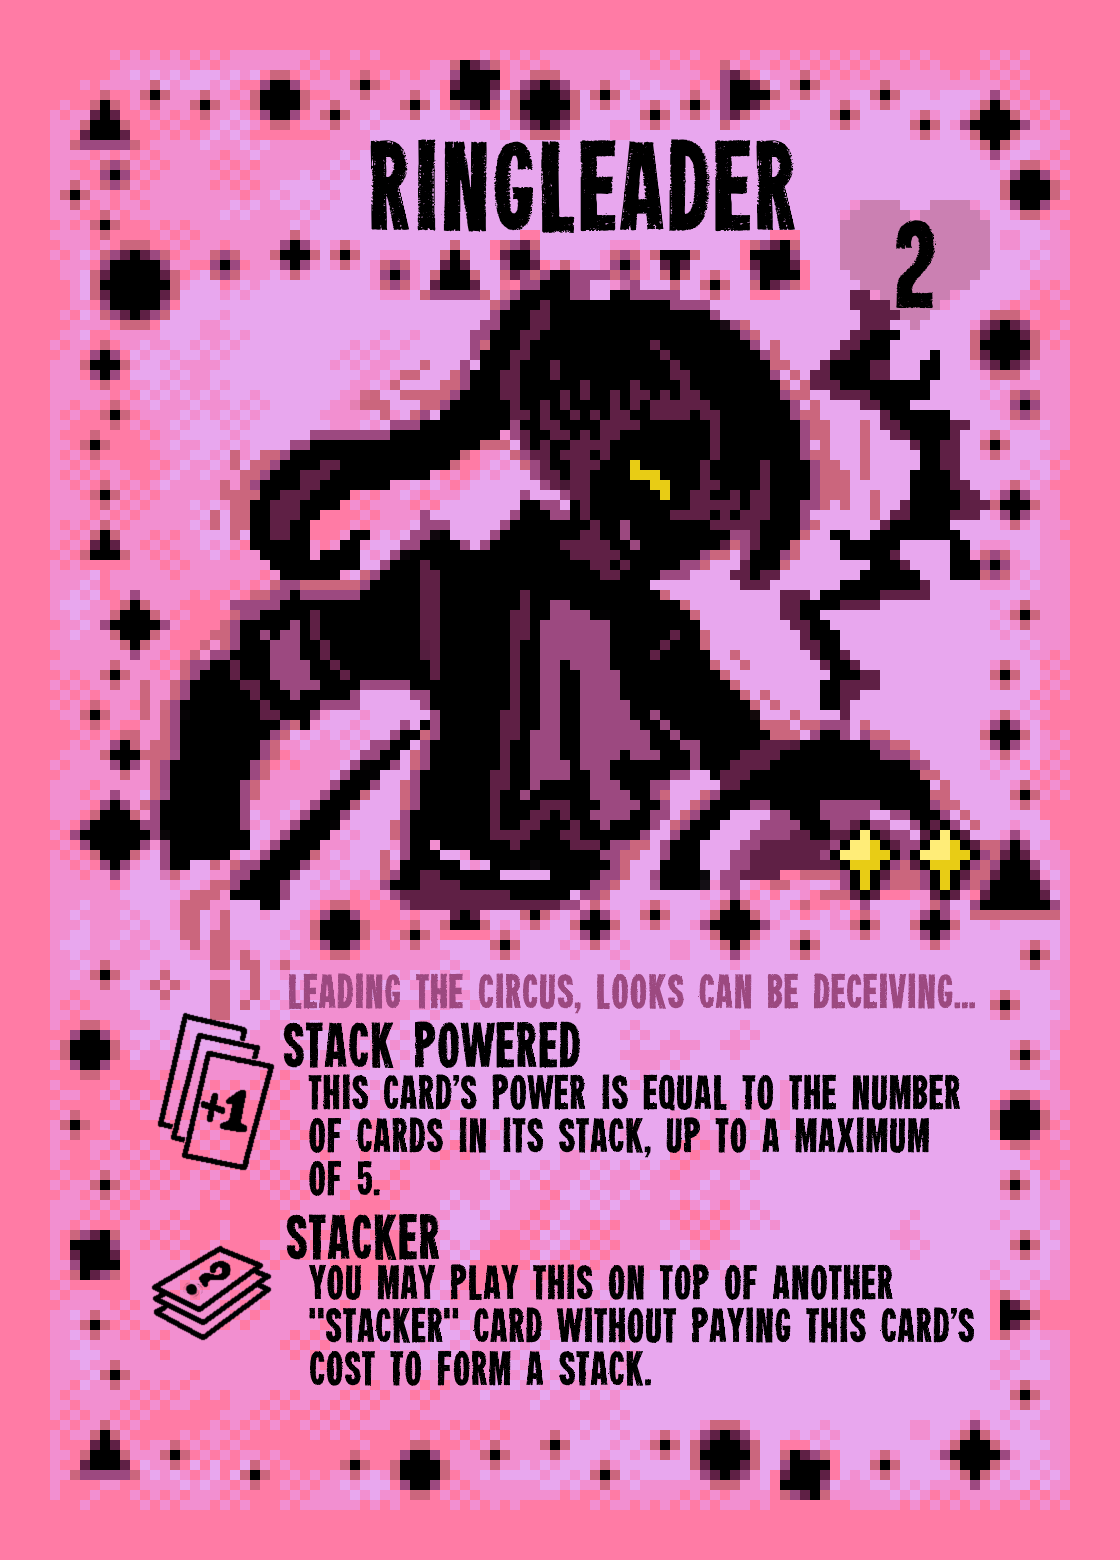 RINGLEADER
2
LEADING THE CIRCUS, LOOKS CAN BE DECEIVING...
STACK POWERED
+1
THIS CARD'S POWER IS EQUAL TO THE NUMBER
OF CARDS IN ITS STACK, UP TO A MAXIMUM
OF 5.
STACKER
?
YOU MAY PLAY THIS ON TOP OF ANOTHER
"STACKER" CARD WITHOUT PAYING THIS CARD'S
COST TO FORM A STACK.